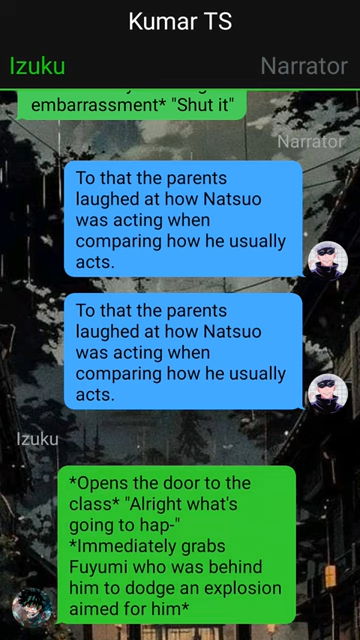 Kumar TS
Izuku
Narrator
embarrassment* "Shut it"
Narrator
To that the parents
laughed at how Natsuo
was acting when
comparing how he usually
acts.
To that the parents
laughed at how Natsuo
was acting when
comparing how he usually
acts.
Izuku
*Opens the door to the
class* "Alright what's
going to hap-"
*Immediately grabs
Fuyumi who was behind
him to dodge an explosion
aimed for him*